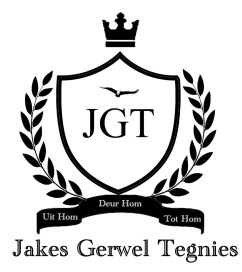 JGT
Deur Hom
Uit Hom Tot Hom
Jakes Gerwel Tegnies